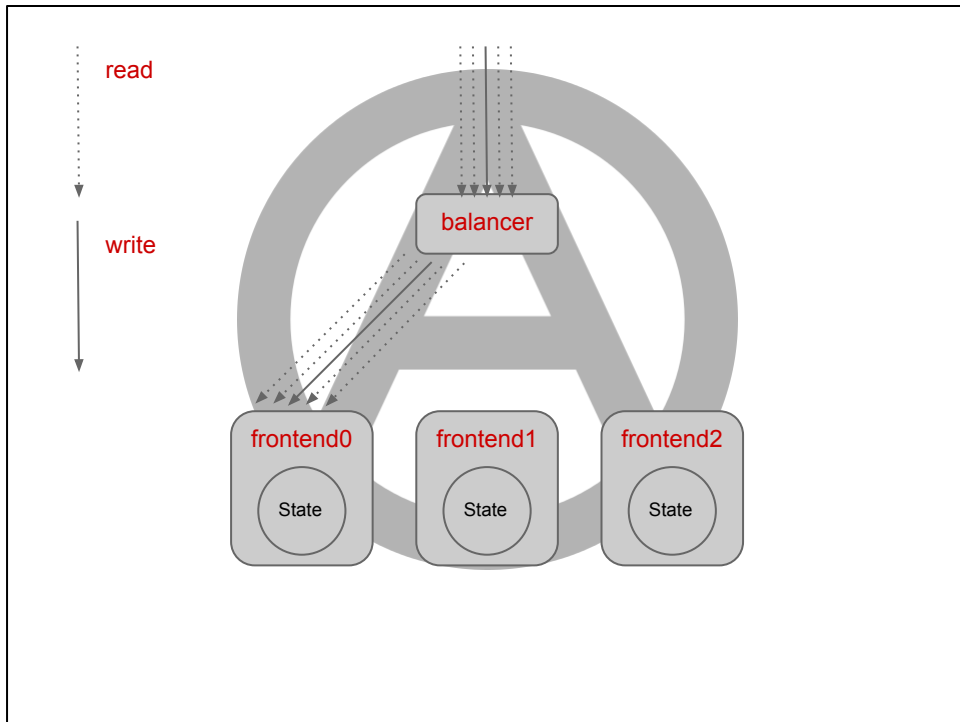 read
balancer
write
frontend0
frontend1
frontend2
State
State
State